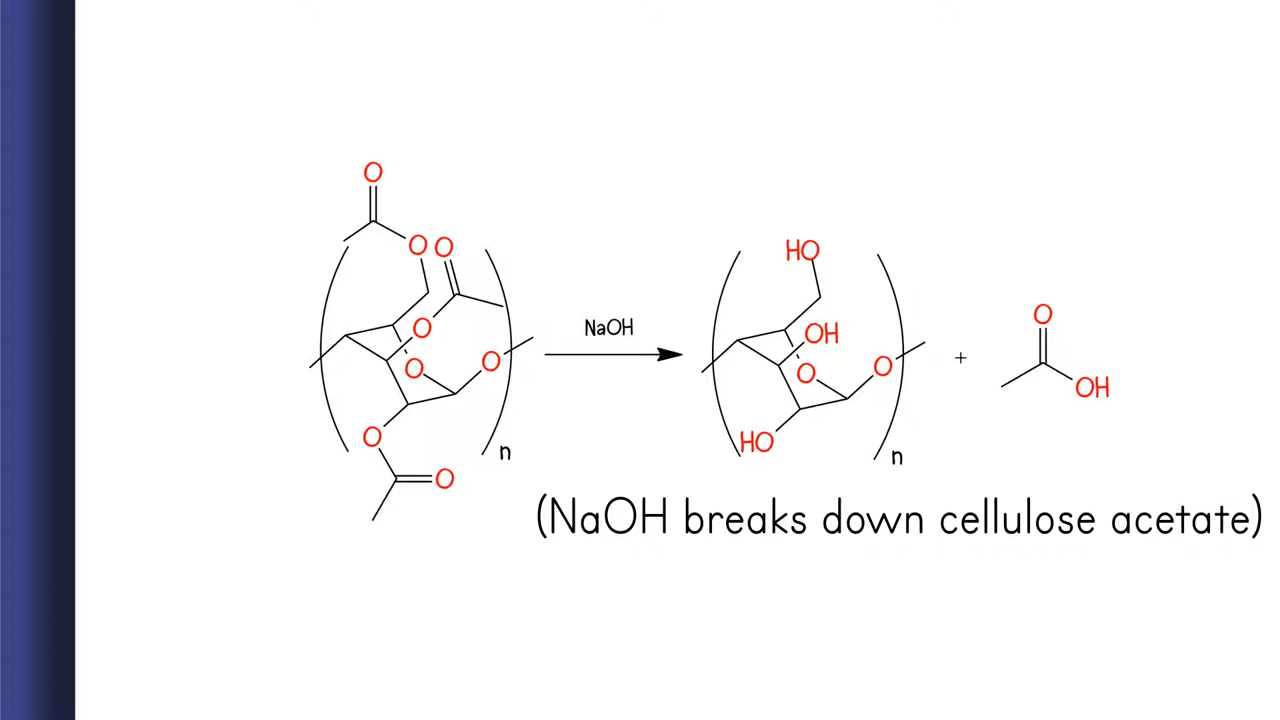 O
O O
HO
O
NaOH
O
OH
O
O
O
O
+
OH
O
HO
n
n
O
(NaOH breaks down cellulose acetate)